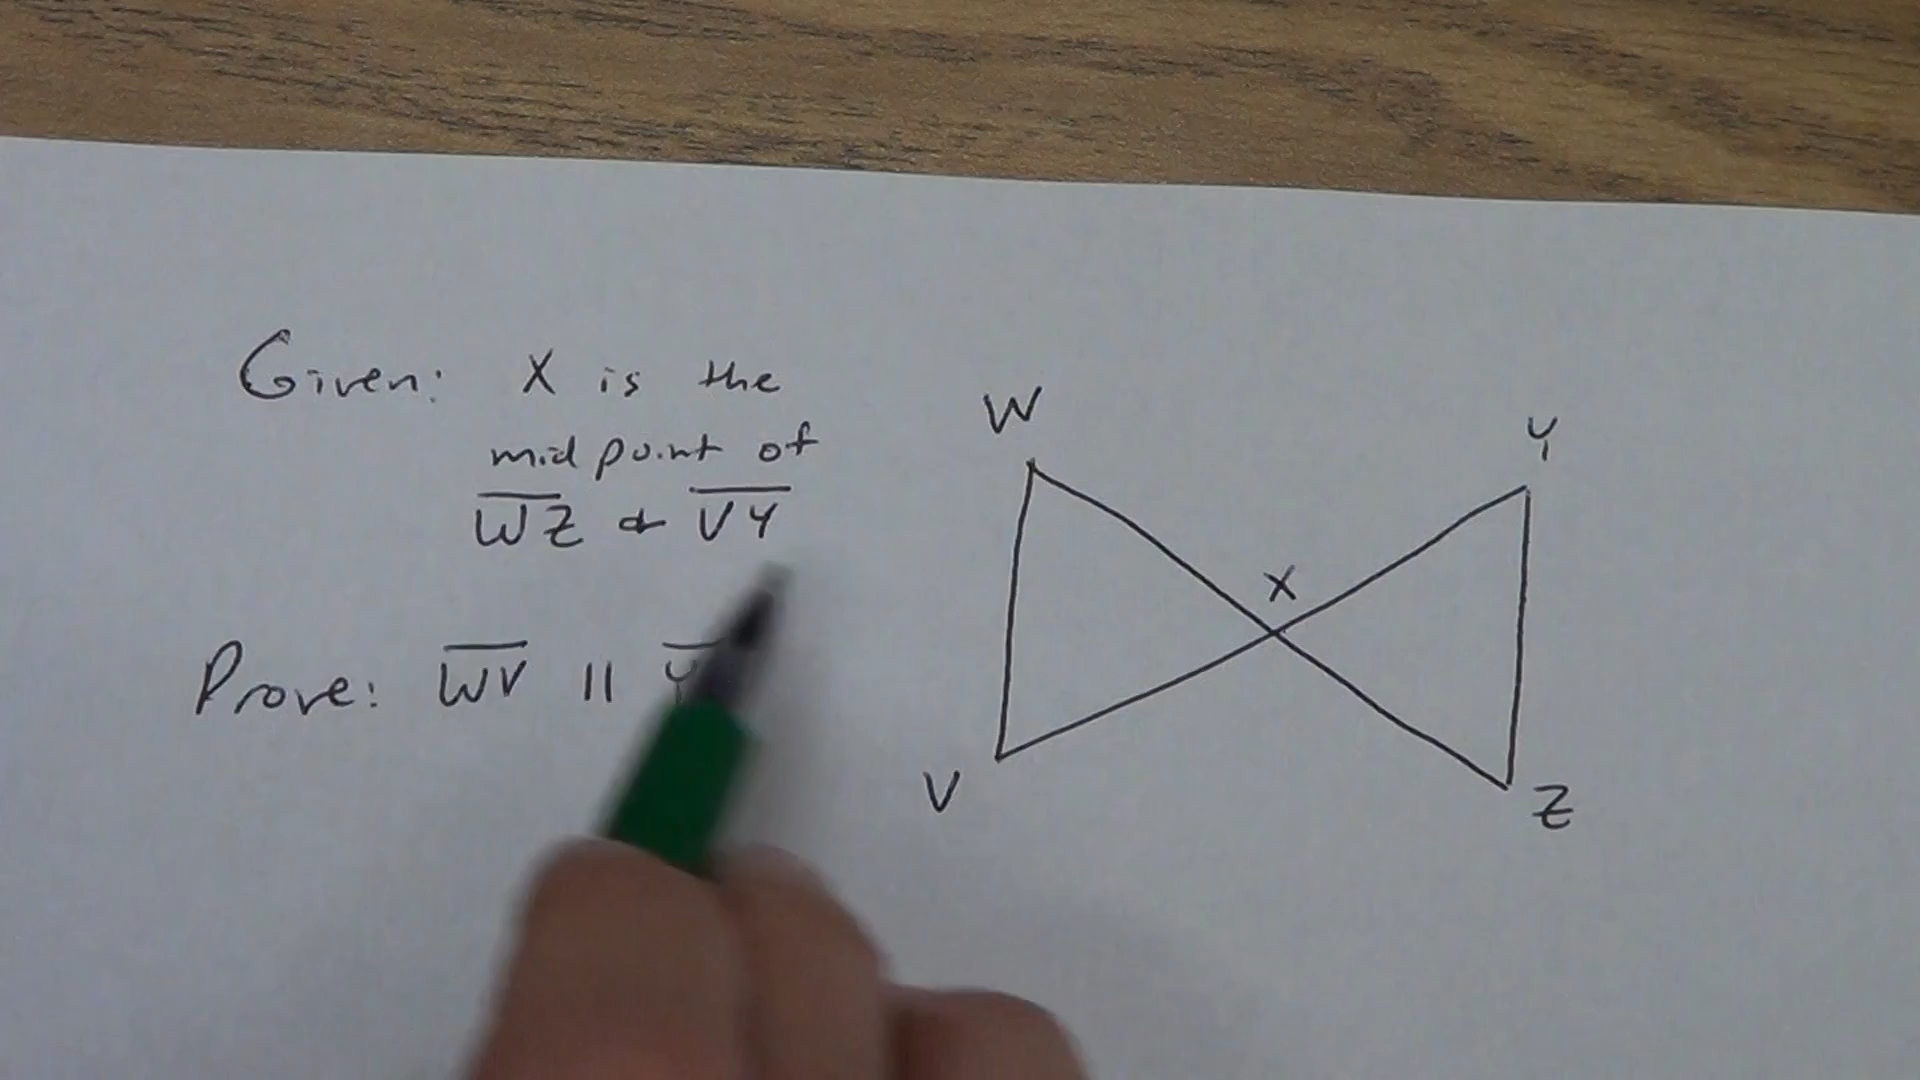 Given: X is the
midpoint of
WZ & VY
Prove: WV || Y
W
Y
X
V
Z